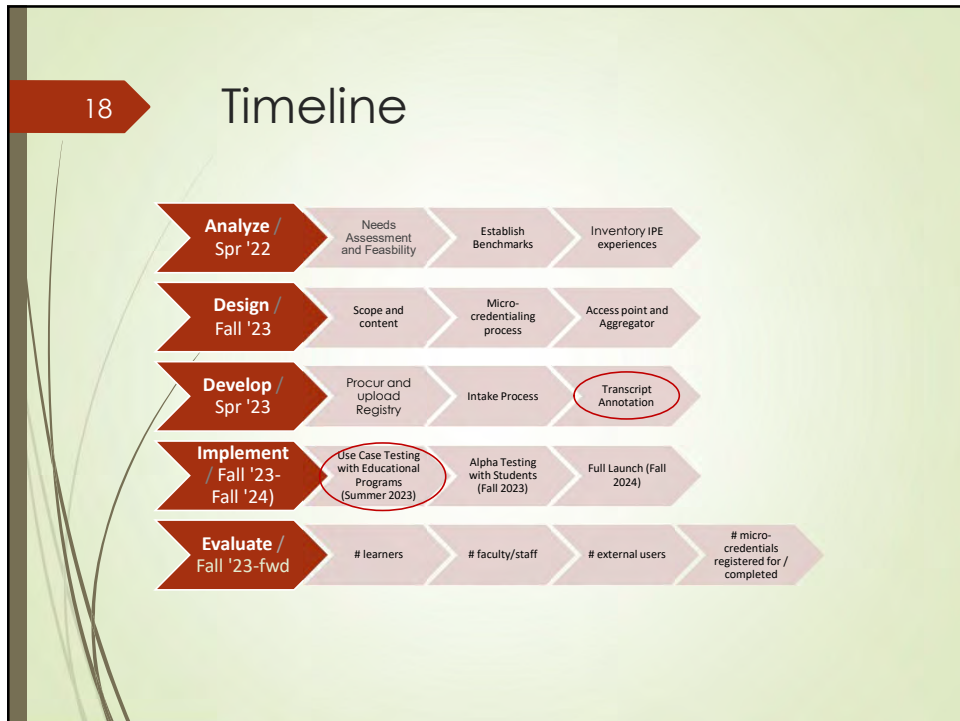 18
Timeline
Analyze /
Spr '22
Needs
Assessment
and Feasbility
Establish
Benchmarks
Inventory IPE
experiences
Design /
Fall '23
Scope and
content
Micro-
credentialing
process
Access point and
Aggregator
Develop /
Spr '23
Procur and
upload
Registry
Intake Process
Transcript
Annotation
Implement
/ Fall '23-
Fall '24)
Use Case Testing
with Educational
Programs
(Summer 2023)
Alpha Testing
with Students
(Fall 2023)
Full Launch (Fall
2024)
Evaluate /
Fall '23-fwd
# learners
# faculty/staff
# external users
# micro-
credentials
registered for /
completed